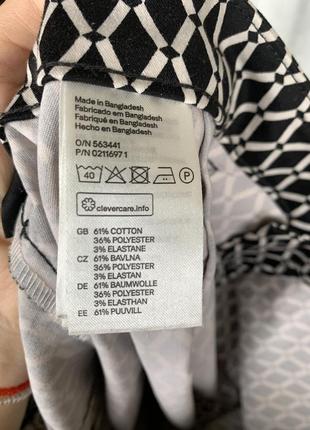 Made in Bangladesh
Fabricado em Bangladesh
Fabriqué en Bangladesh
Hecho en Bangladesh
O/N 563441
P/N 02116971
40 P
clevercare.info
GB 61% COTTON
36% POLYESTER
3% ELASTANE
CZ 61% BAVLNA
36% POLYESTER
3% ELASTAN
DE 61% BAUMWOLLE
36% POLYESTER
3% ELASTHAN
EE 61% PUUVILL